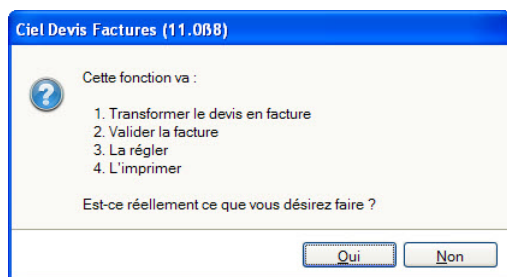 Ciel Devis Factures (11.0ß8)
Cette fonction va :
1. Transformer le devis en facture
2. Valider la facture
3. La régler
4. L'imprimer
Est-ce réellement ce que vous désirez faire ?
Oui
Non